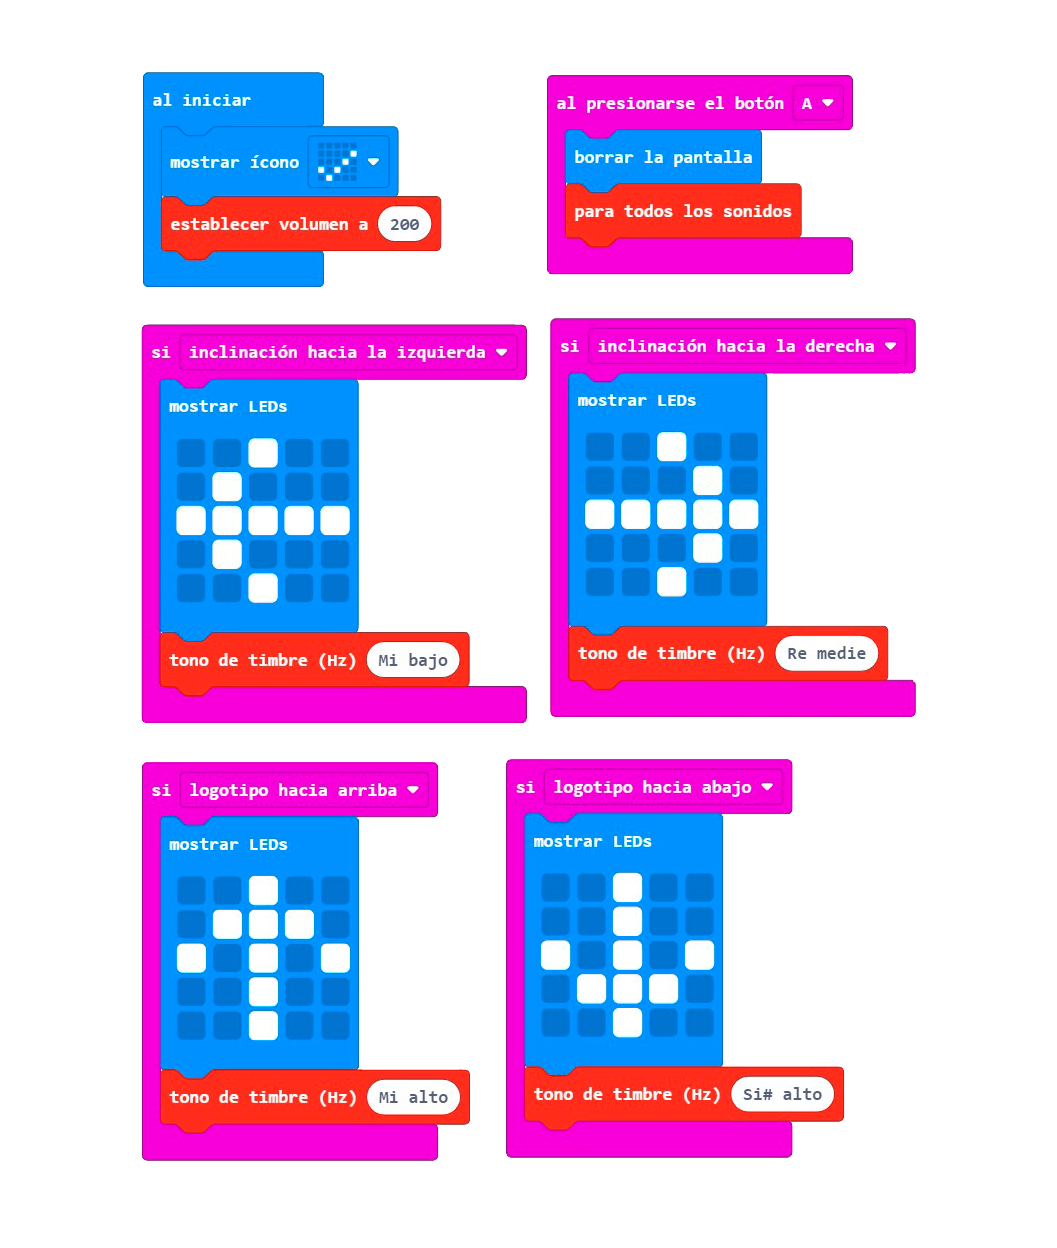 al iniciar
mostrar ícono
establecer volumen a 200
al presionarse el botón A
borrar la pantalla
para todos los sonidos
si inclinación hacia la izquierda
mostrar LEDs
tono de timbre (Hz) Mi bajo
si inclinación hacia la derecha
mostrar LEDs
tono de timbre (Hz) Re medie
si logotipo hacia arriba
mostrar LEDs
tono de timbre (Hz) Mi alto
si logotipo hacia abajo
mostrar LEDs
tono de timbre (Hz) Si# alto